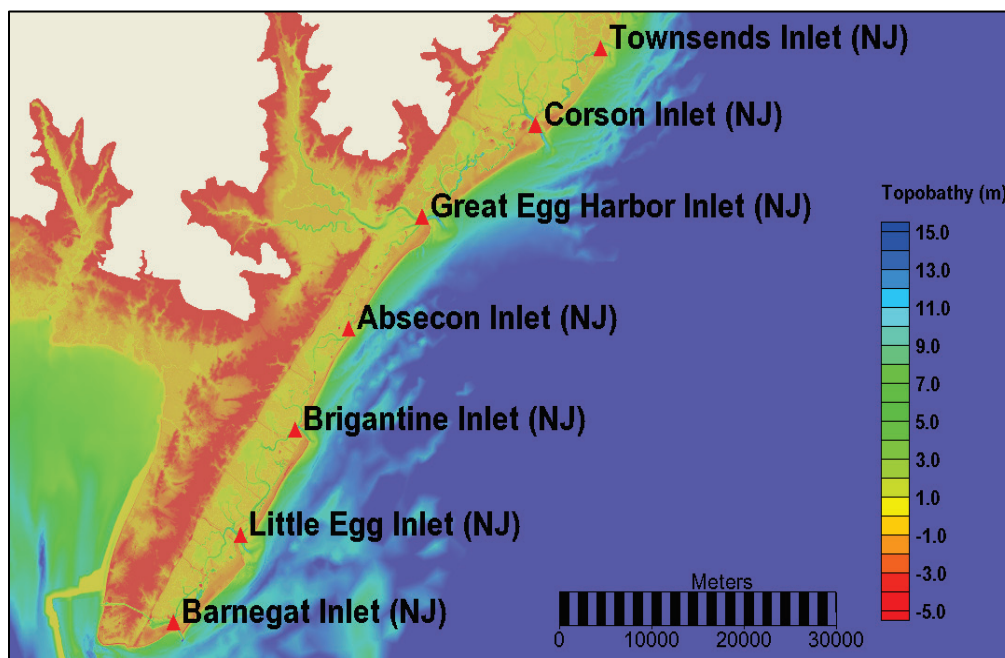 Townsends Inlet (NJ)
Corson Inlet (NJ)
Great Egg Harbor Inlet (NJ)
Absecon Inlet (NJ)
Brigantine Inlet (NJ)
Little Egg Inlet (NJ)
Barnegat Inlet (NJ)
Topobathy (m)
15.0
13.0
11.0
9.0
7.0
5.0
3.0
1.0
-1.0
-3.0
-5.0
Meters
0 10000 20000 30000